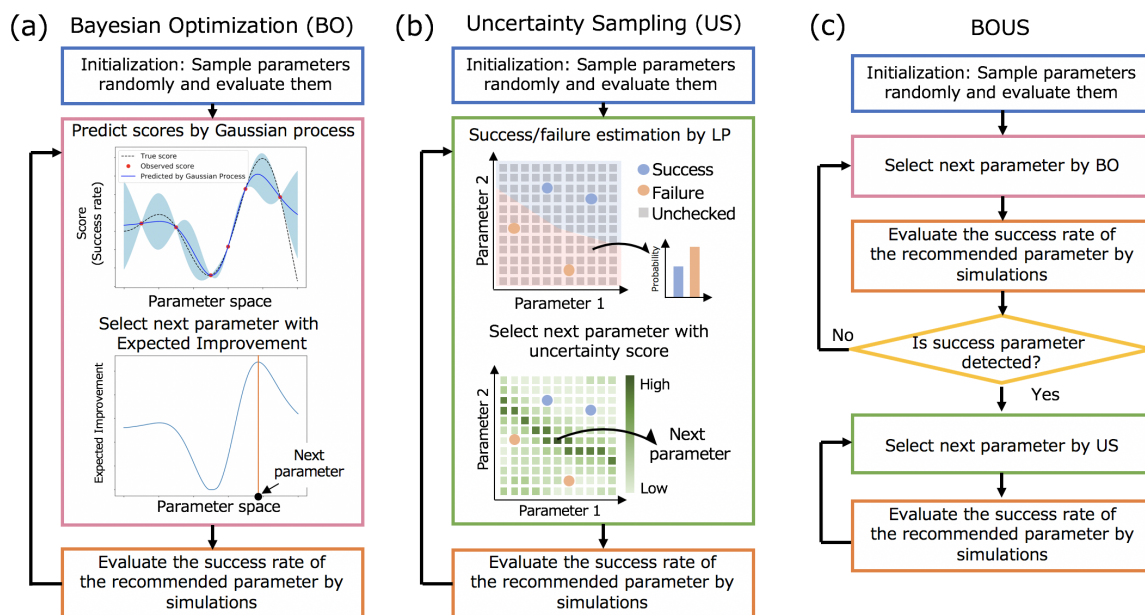 (a) Bayesian Optimization (BO)
Initialization: Sample parameters
randomly and evaluate them
Predict scores by Gaussian process
True score
Observed score
Predicted by Gaussian Process
Score
(Success rate)
Parameter space
Select next parameter with
Expected Improvement
Expected Improvement
Next
parameter
Parameter space
Evaluate the success rate of
the recommended parameter by
simulations
(b) Uncertainty Sampling (US)
Initialization: Sample parameters
randomly and evaluate them
Success/failure estimation by LP
Parameter 2
Success
Failure
Unchecked
Probability
Parameter 1
Select next parameter with
uncertainty score
Parameter 2
High
Next
parameter
Low
Parameter 1
Evaluate the success rate of
the recommended parameter by
simulations
(c) BOUS
Initialization: Sample parameters
randomly and evaluate them
Select next parameter by BO
Evaluate the success rate of
the recommended parameter by
simulations
No
Is success parameter
detected?
Yes
Select next parameter by US
Evaluate the success rate of
the recommended parameter by
simulations